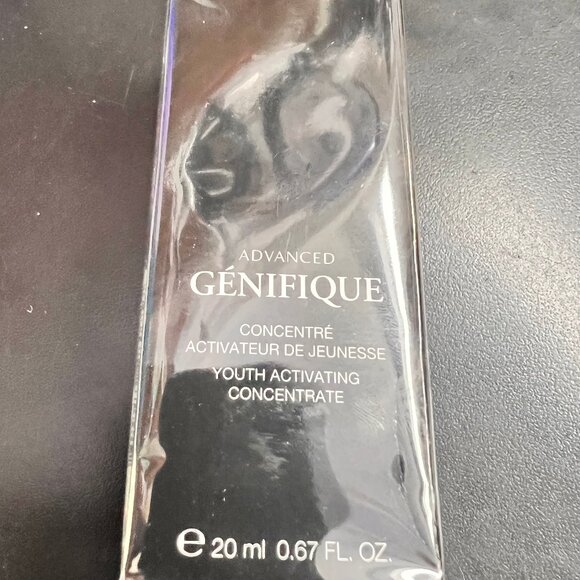 ADVANCED
GÉNIFIQUE
CONCENTRÉ
ACTIVATEUR DE JEUNESSE
YOUTH ACTIVATING
CONCENTRATE
℮ 20 ml 0.67 FL. OZ.